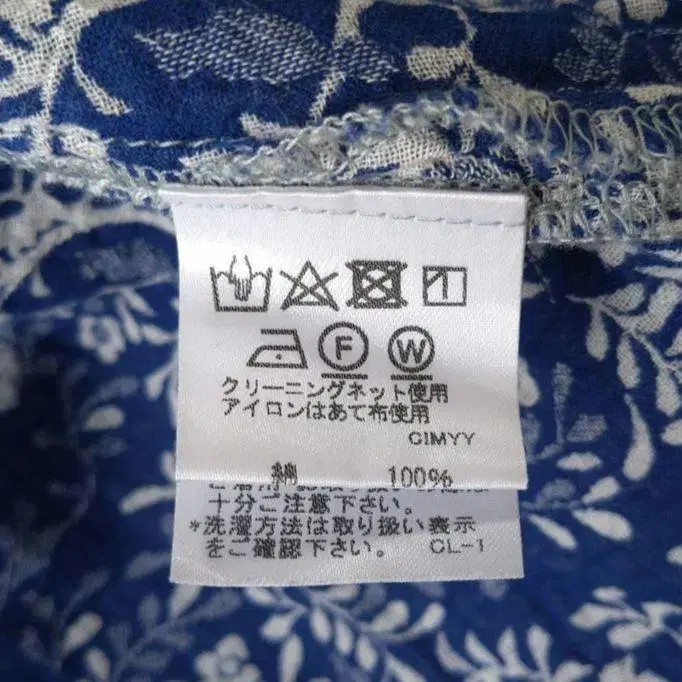 F W
クリーニングネット使用
アイロンはあて布使用
CIMYY
綿 100%
十分ご注意下さい。
*洗濯方法は取り扱い表示
をご確認下さい。 CL-1